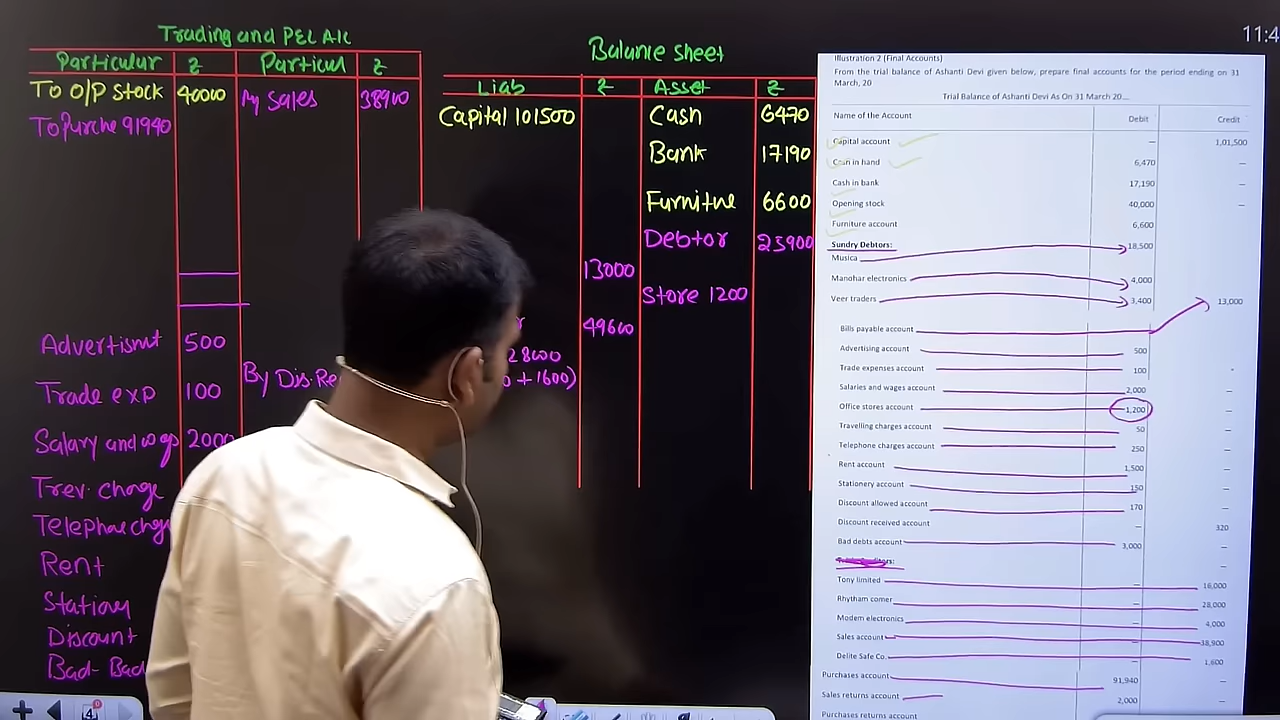 11:4
Trading and P&L A/c
Particular ₹ Particul ₹
To O/P Stock 40000 By Sales 38900
To purche 91940
Advertismt 500
Trade exp 100
By Dis. Re
Salary and wgs 2000
Trev. charge
Telephoe chgs
Rent
Stationy
Discount
Bad-Bad
Balance sheet
Liab ₹ Asset ₹
Capital 101500 Cash 6470
Bank 17190
Furnitue 6600
Debtor 25900
13000
Store 1200
49600
28000
+ 1600)
Illustration 2 (Final Accounts)
From the trial balance of Ashanti Devi given below, prepare final accounts for the period ending on 31
March, 20
Trial Balance of Ashanti Devi As On 31 March 20...
Name of the Account Debit Credit
Capital account — 1,01,500
Cash in hand 6,470 —
Cash in bank 17,190 —
Opening stock 40,000 —
Furniture account 6,600
Sundry Debtors:
Musica 18,500
Manohar electronics 4,000
Veer traders 3,400
Bills payable account 13,000
Advertising account 500
Trade expenses account 100
Salaries and wages account 2,000
Office stores account 1,200
Travelling charges account 50
Telephone charges account 250
Rent account 1,500
Stationery account 150
Discount allowed account 170
Discount received account — 320
Bad debts account 3,000 —
Tony limited — 16,000
Rhytham corner — 28,000
Modern electronics — 4,000
Sales account — 38,900
Delite Safe Co. — 1,600
Purchases account 91,940 —
Sales returns account 2,000 —
Purchases returns account
4